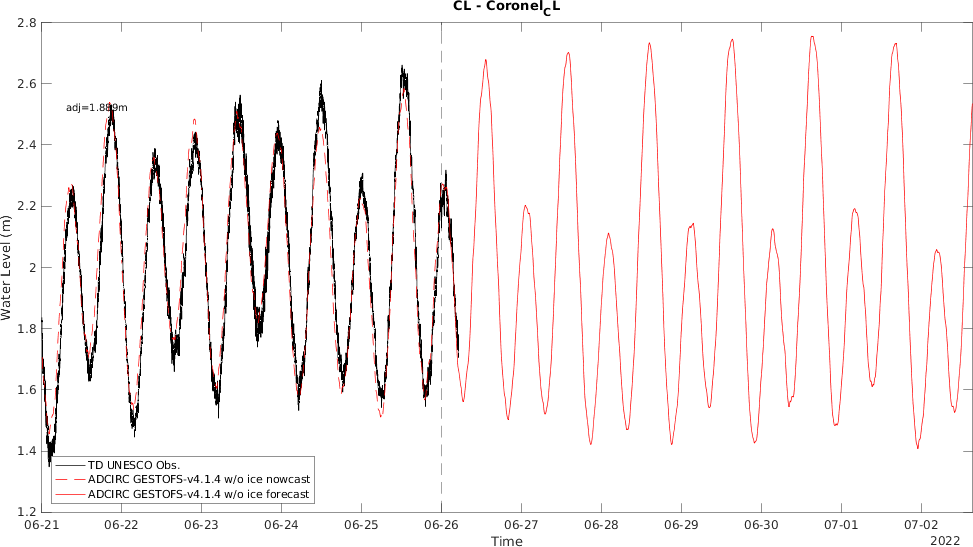 CL - Coronel_CL
2.8
2.6
2.4
2.2
2
1.8
1.6
1.4
1.2
Water Level (m)
adj=1.889m
TD UNESCO Obs.
ADCIRC GESTOFS-v4.1.4 w/o ice nowcast
ADCIRC GESTOFS-v4.1.4 w/o ice forecast
06-21 06-22 06-23 06-24 06-25 06-26 06-27 06-28 06-29 06-30 07-01 07-02
Time
2022